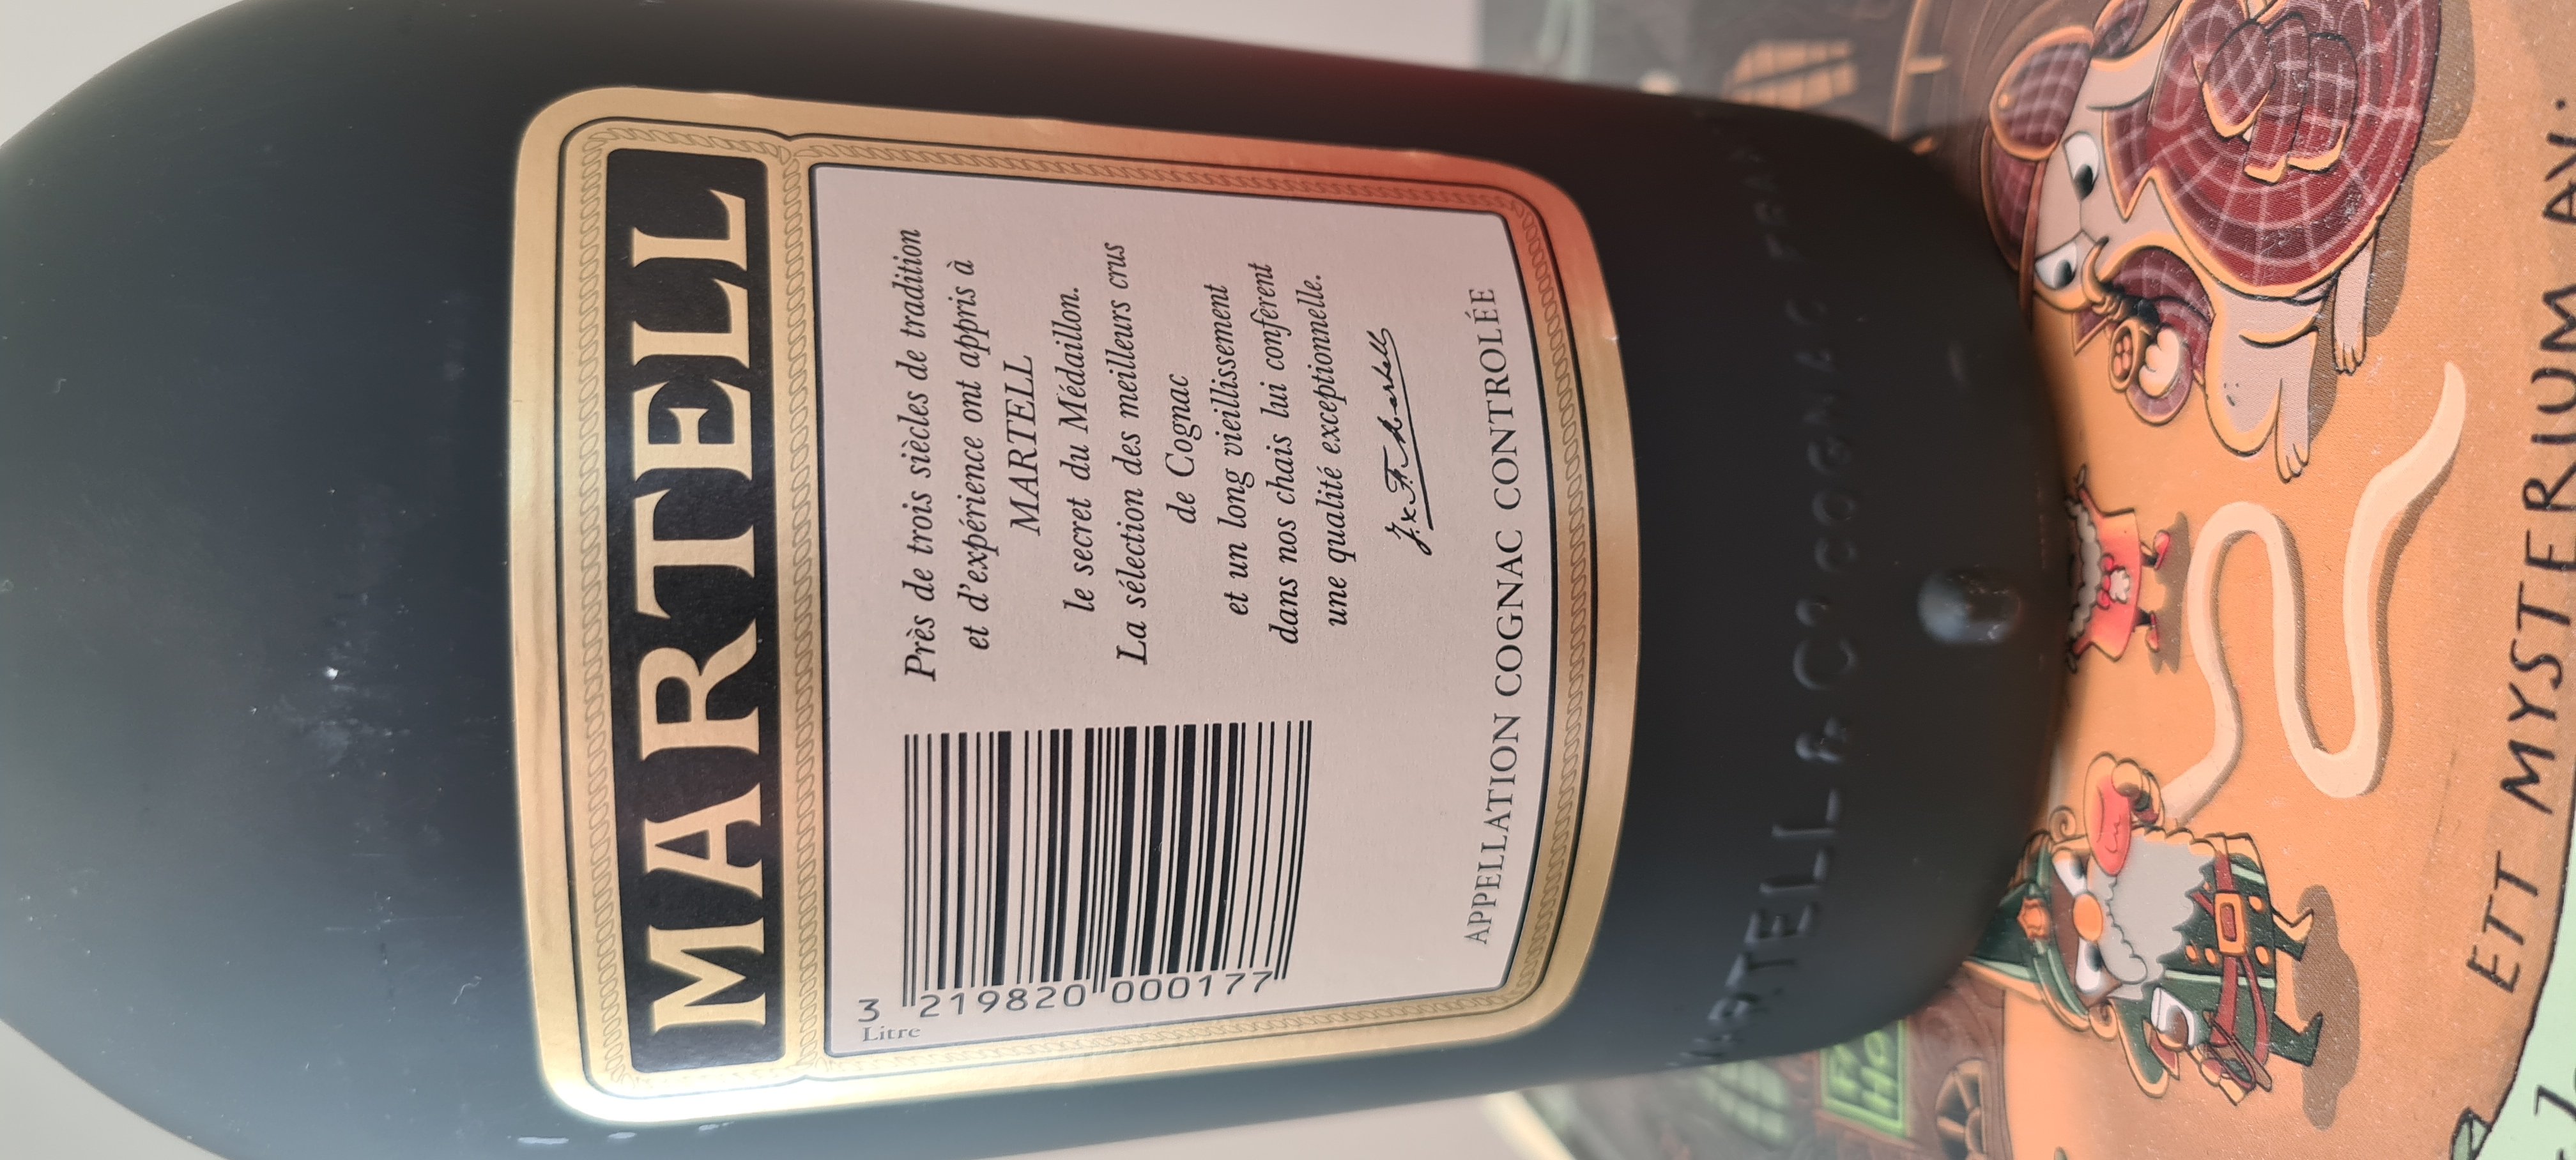 MARTELL
Près de trois siècles de tradition
et d'expérience ont appris à
MARTELL
le secret du Médaillon.
La sélection des meilleurs crus
de Cognac
et un long vieillissement
dans nos chais lui confèrent
une qualité exceptionnelle.
J. & F. Martell
3 219820 000177
Litre
APPELLATION COGNAC CONTROLÉE
MARTELL & Cº COGNAC
ETT MYSTERIUM AV: